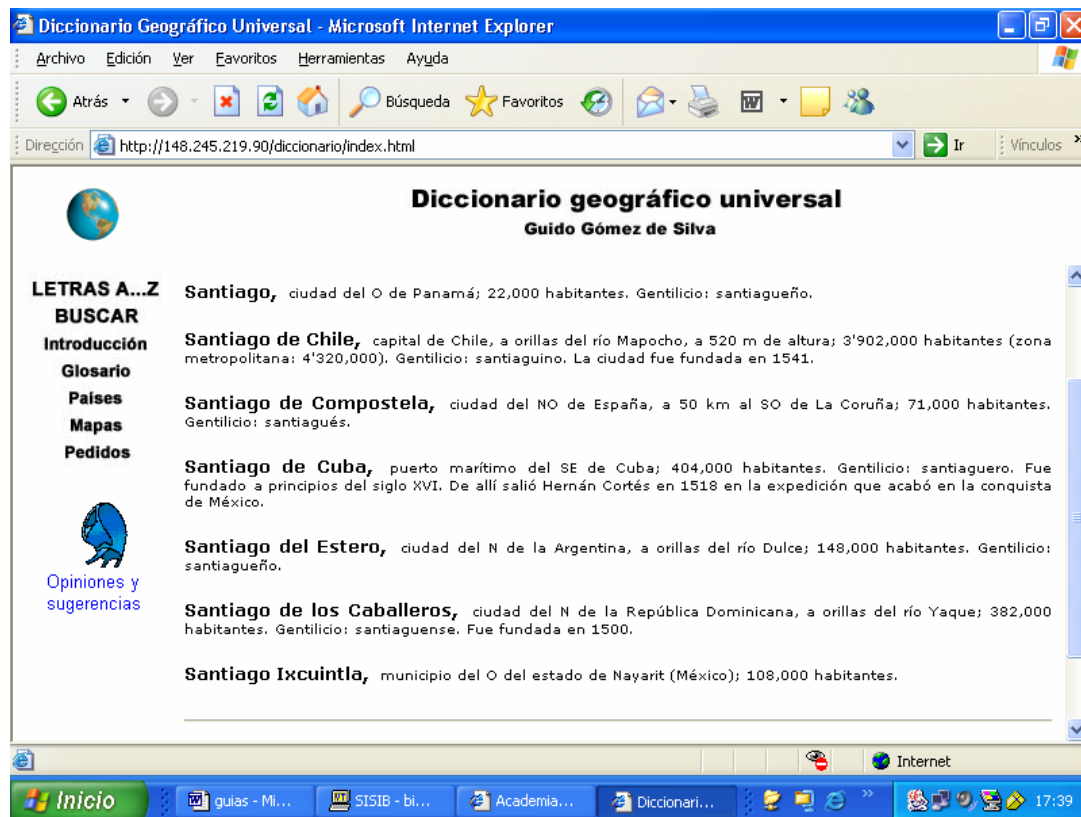 Diccionario Geográfico Universal - Microsoft Internet Explorer
Archivo Edición Ver Favoritos Herramientas Ayuda
Atrás Búsqueda Favoritos
Dirección http://148.245.219.90/diccionario/index.html Ir Vínculos »
Diccionario geográfico universal
Guido Gómez de Silva
LETRAS A...Z
BUSCAR
Introducción
Glosario
Países
Mapas
Pedidos
Opiniones y
sugerencias
Santiago, ciudad del O de Panamá; 22,000 habitantes. Gentilicio: santiagueño.
Santiago de Chile, capital de Chile, a orillas del río Mapocho, a 520 m de altura; 3'902,000 habitantes (zona
metropolitana: 4'320,000). Gentilicio: santiaguino. La ciudad fue fundada en 1541.
Santiago de Compostela, ciudad del NO de España, a 50 km al SO de La Coruña; 71,000 habitantes.
Gentilicio: santiagués.
Santiago de Cuba, puerto marítimo del SE de Cuba; 404,000 habitantes. Gentilicio: santiaguero. Fue
fundado a principios del siglo XVI. De allí salió Hernán Cortés en 1518 en la expedición que acabó en la conquista
de México.
Santiago del Estero, ciudad del N de la Argentina, a orillas del río Dulce; 148,000 habitantes. Gentilicio:
santiagueño.
Santiago de los Caballeros, ciudad del N de la República Dominicana, a orillas del río Yaque; 382,000
habitantes. Gentilicio: santiaguense. Fue fundada en 1500.
Santiago Ixcuintla, municipio del O del estado de Nayarit (México); 108,000 habitantes.
Internet
Inicio guias - Mi... SISIB - bi... Academia... Diccionari... » 17:39